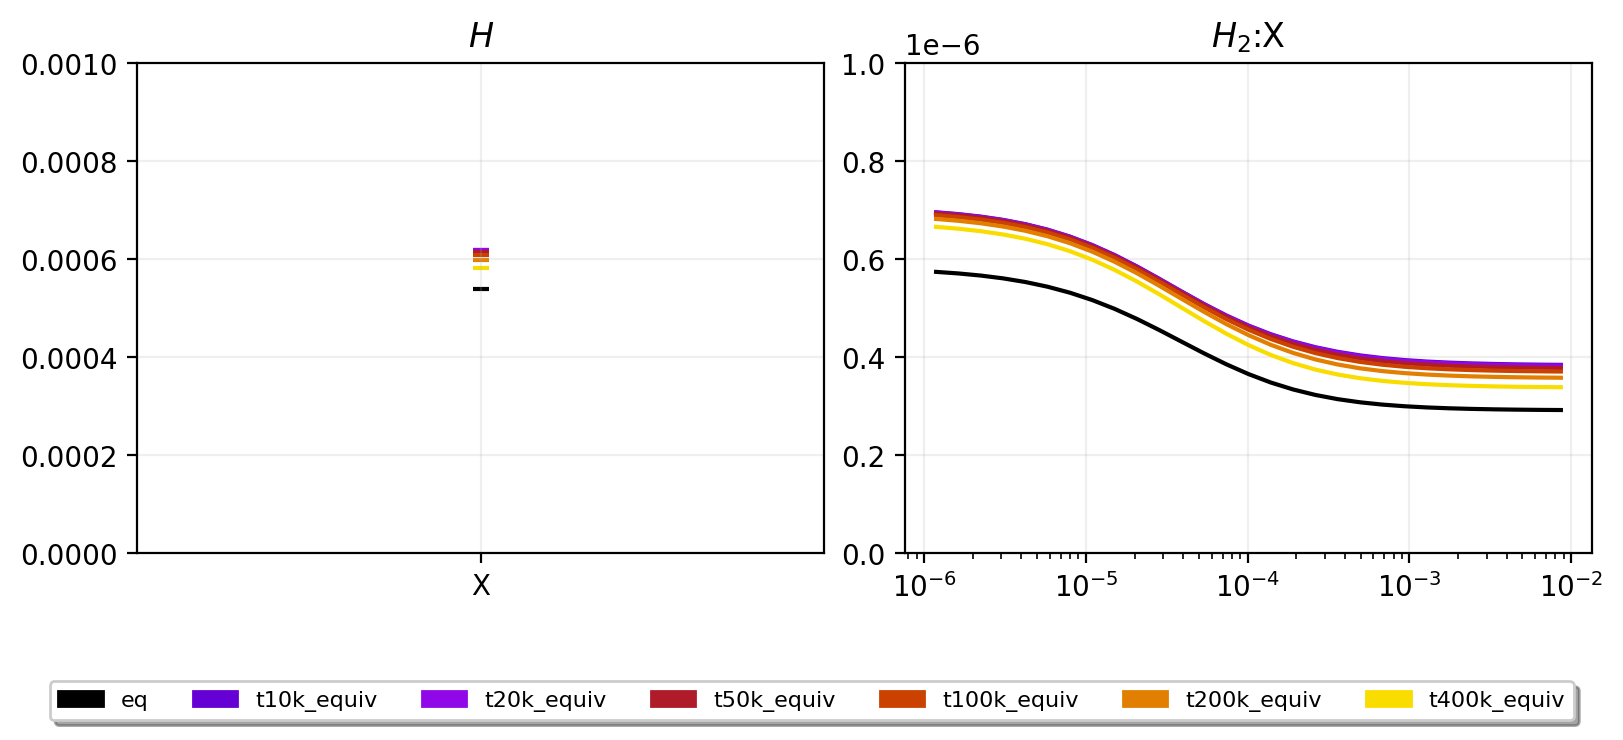 H
0.0010
0.0008
0.0006
0.0004
0.0002
0.0000
X
H₂:X
1e−6
1.0
0.8
0.6
0.4
0.2
0.0
10⁻⁶ 10⁻⁵ 10⁻⁴ 10⁻³ 10⁻²
eq t10k_equiv t20k_equiv t50k_equiv t100k_equiv t200k_equiv t400k_equiv